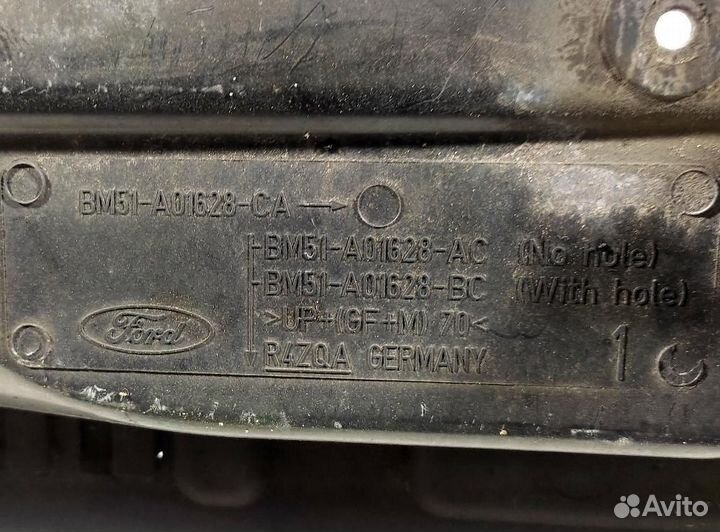 BM51-A01628-CA
BM51-A01628-AC (No hole)
BM51-A01628-BC (With hole)
>UP+(GF+M) 70<
Ford
R4ZQA GERMANY
1
Avito